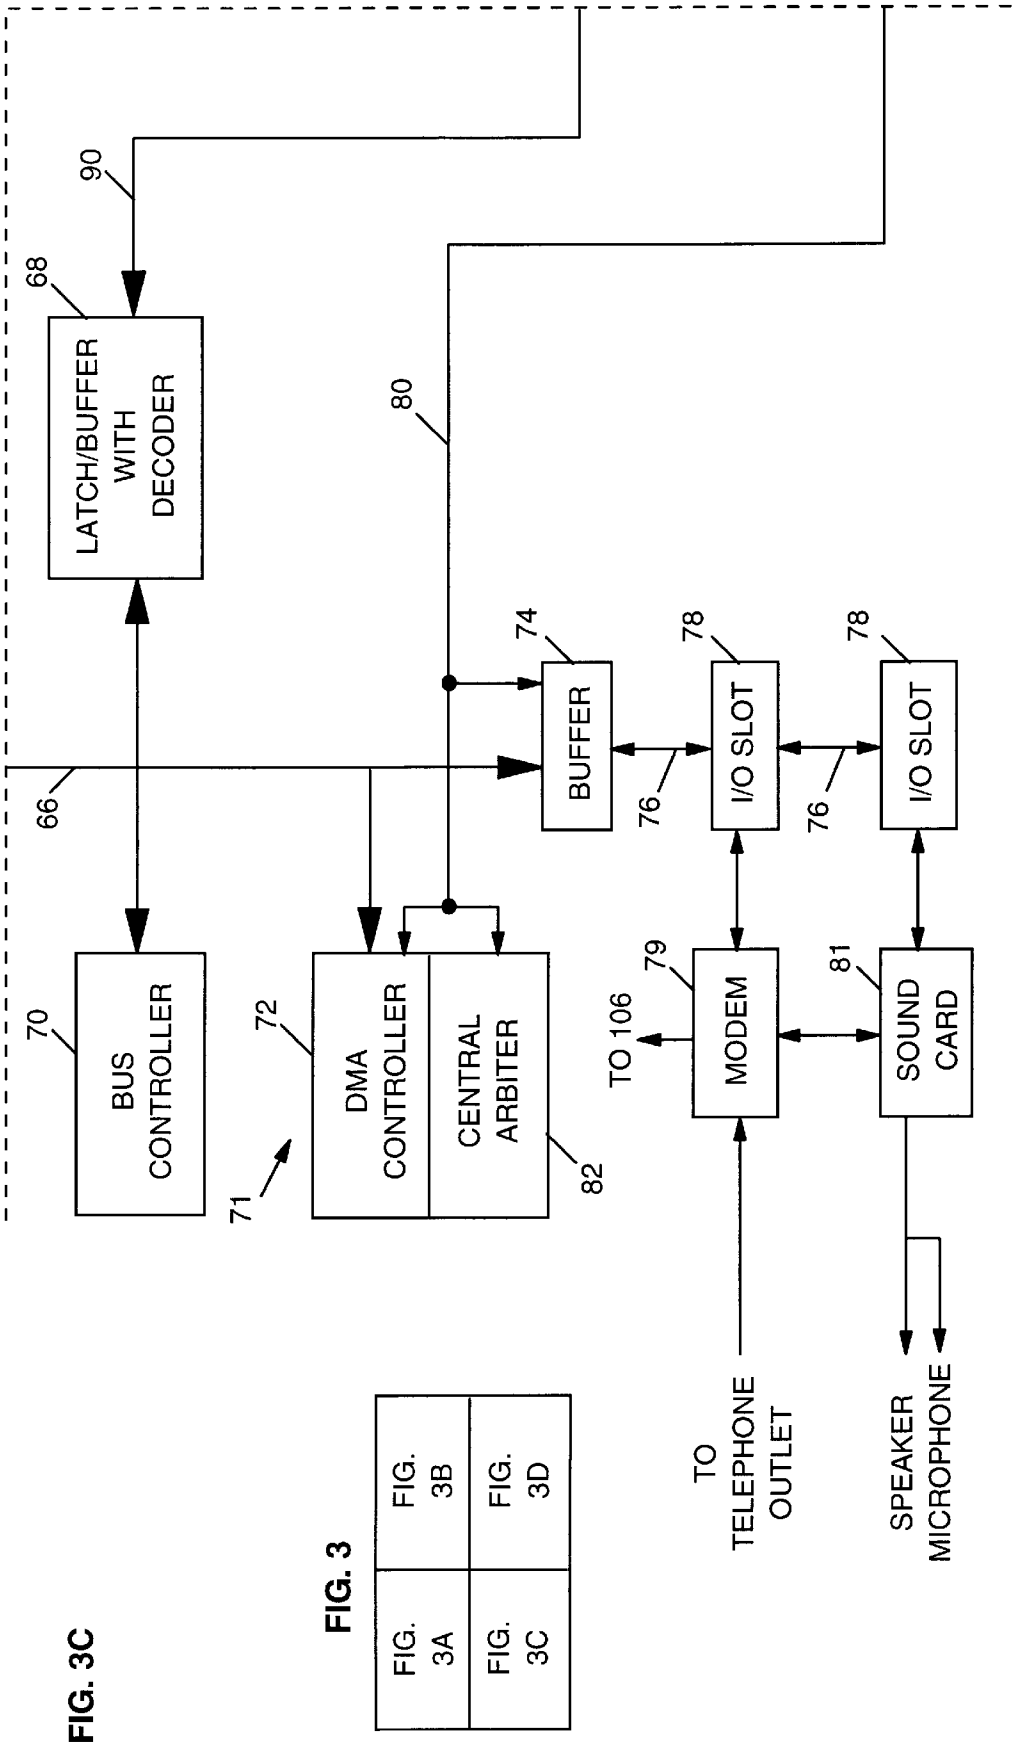 FIG. 3C
90
68
LATCH/BUFFER
WITH
DECODER
80
66
70
BUS
CONTROLLER
71
72
DMA
CONTROLLER
CENTRAL
ARBITER
82
74
BUFFER
76
78
I/O SLOT
76
78
I/O SLOT
TO 106
79
MODEM
81
SOUND
CARD
TO
TELEPHONE
OUTLET
SPEAKER
MICROPHONE
FIG. 3
FIG.
3A
FIG.
3B
FIG.
3C
FIG.
3D